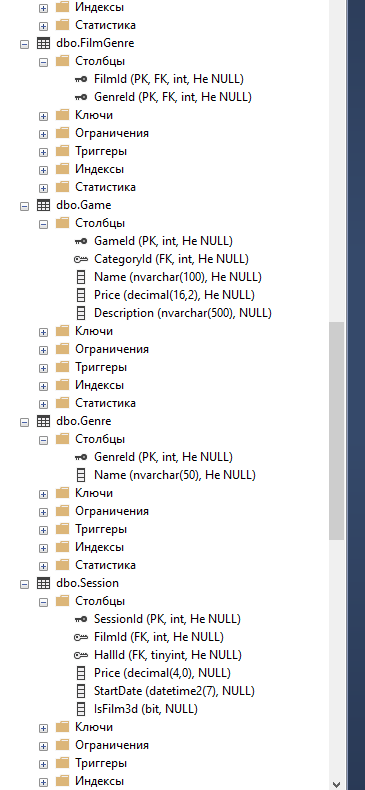 Индексы
Статистика
dbo.FilmGenre
Столбцы
FilmId (PK, FK, int, Не NULL)
GenreId (PK, FK, int, Не NULL)
Ключи
Ограничения
Триггеры
Индексы
Статистика
dbo.Game
Столбцы
GameId (PK, int, Не NULL)
CategoryId (FK, int, Не NULL)
Name (nvarchar(100), Не NULL)
Price (decimal(16,2), Не NULL)
Description (nvarchar(500), NULL)
Ключи
Ограничения
Триггеры
Индексы
Статистика
dbo.Genre
Столбцы
GenreId (PK, int, Не NULL)
Name (nvarchar(50), Не NULL)
Ключи
Ограничения
Триггеры
Индексы
Статистика
dbo.Session
Столбцы
SessionId (PK, int, Не NULL)
FilmId (FK, int, Не NULL)
HallId (FK, tinyint, Не NULL)
Price (decimal(4,0), NULL)
StartDate (datetime2(7), NULL)
IsFilm3d (bit, NULL)
Ключи
Ограничения
Триггеры
Индексы